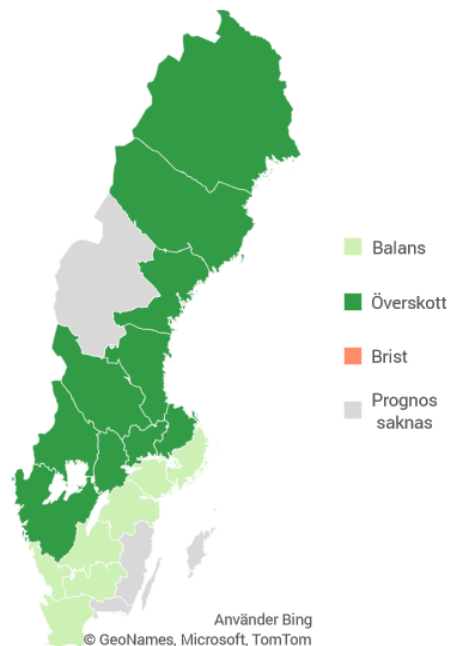 Balans
Överskott
Brist
Prognos
saknas
Använder Bing
© GeoNames, Microsoft, TomTom